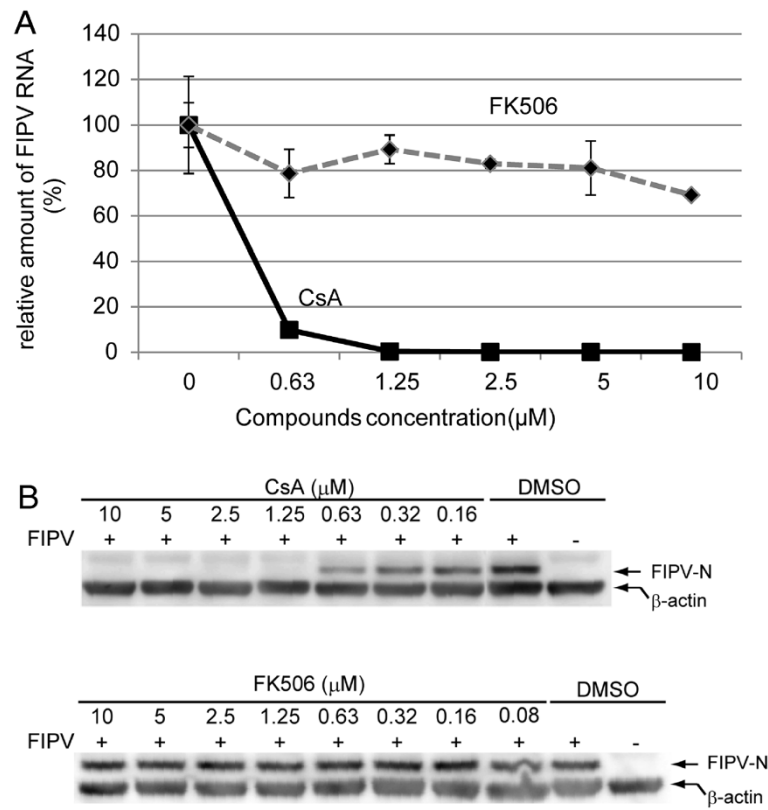 A
140
120
100
80
60
40
20
0
relative amount of FIPV RNA
(%)
FK506
CsA
0 0.63 1.25 2.5 5 10
Compounds concentration(µM)
B
CsA (µM) DMSO
10 5 2.5 1.25 0.63 0.32 0.16
FIPV + + + + + + + + -
FIPV-N
β-actin
FK506 (µM) DMSO
10 5 2.5 1.25 0.63 0.32 0.16 0.08
FIPV + + + + + + + + + -
FIPV-N
β-actin